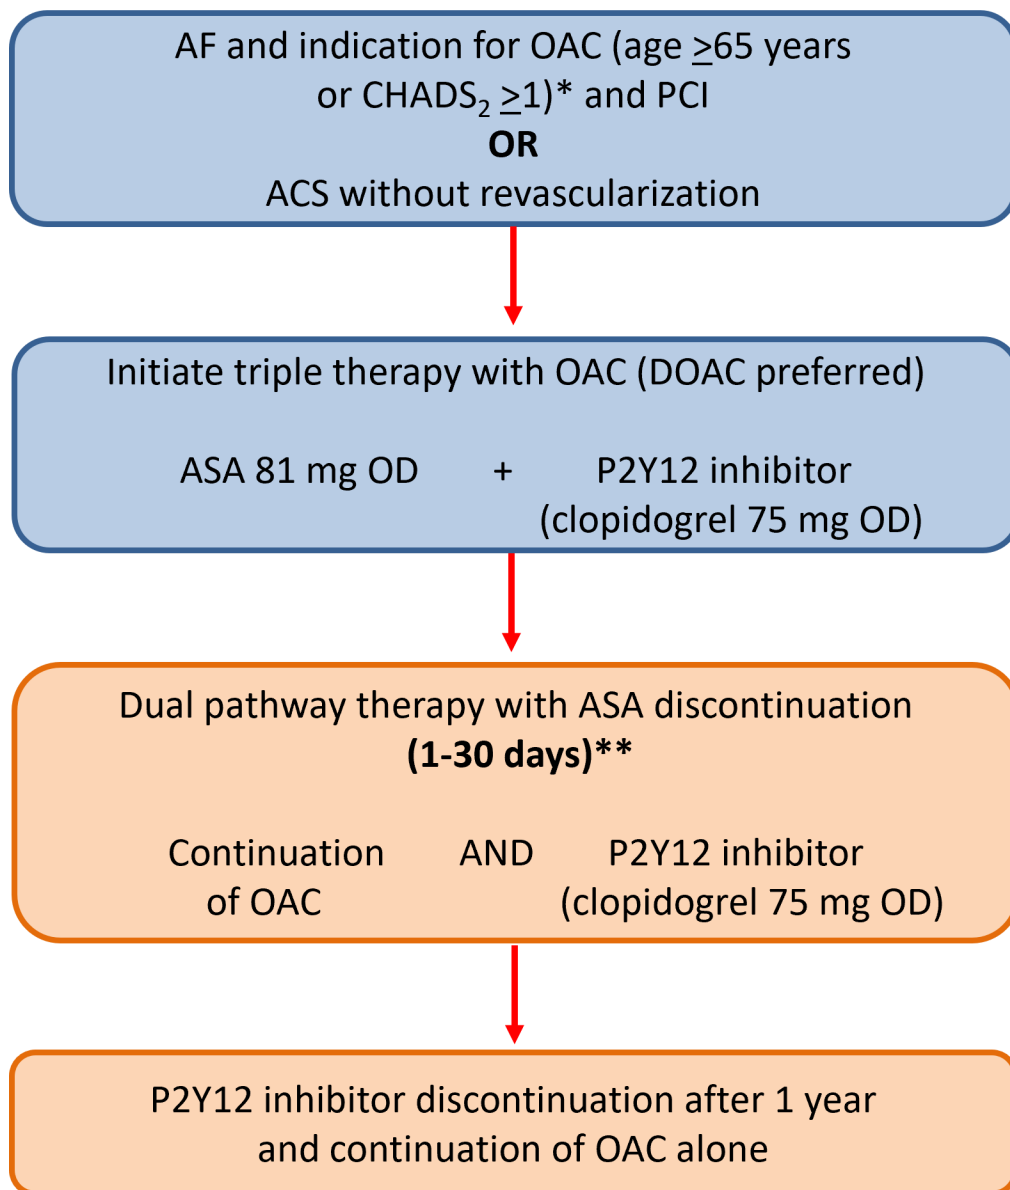 AF and indication for OAC (age ≥65 years
or CHADS₂ ≥1)* and PCI
OR
ACS without revascularization
Initiate triple therapy with OAC (DOAC preferred)
ASA 81 mg OD + P2Y12 inhibitor
(clopidogrel 75 mg OD)
Dual pathway therapy with ASA discontinuation
(1-30 days)**
Continuation AND P2Y12 inhibitor
of OAC (clopidogrel 75 mg OD)
P2Y12 inhibitor discontinuation after 1 year
and continuation of OAC alone